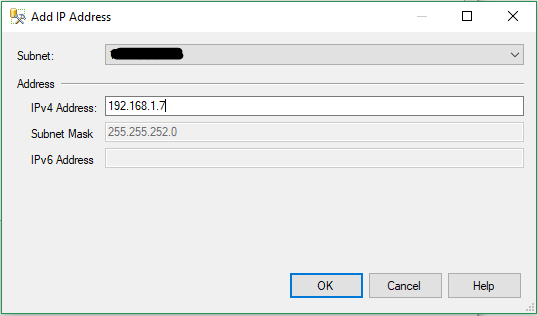 Add IP Address
Subnet:
Address
IPv4 Address: 192.168.1.7
Subnet Mask 255.255.252.0
IPv6 Address
OK Cancel Help